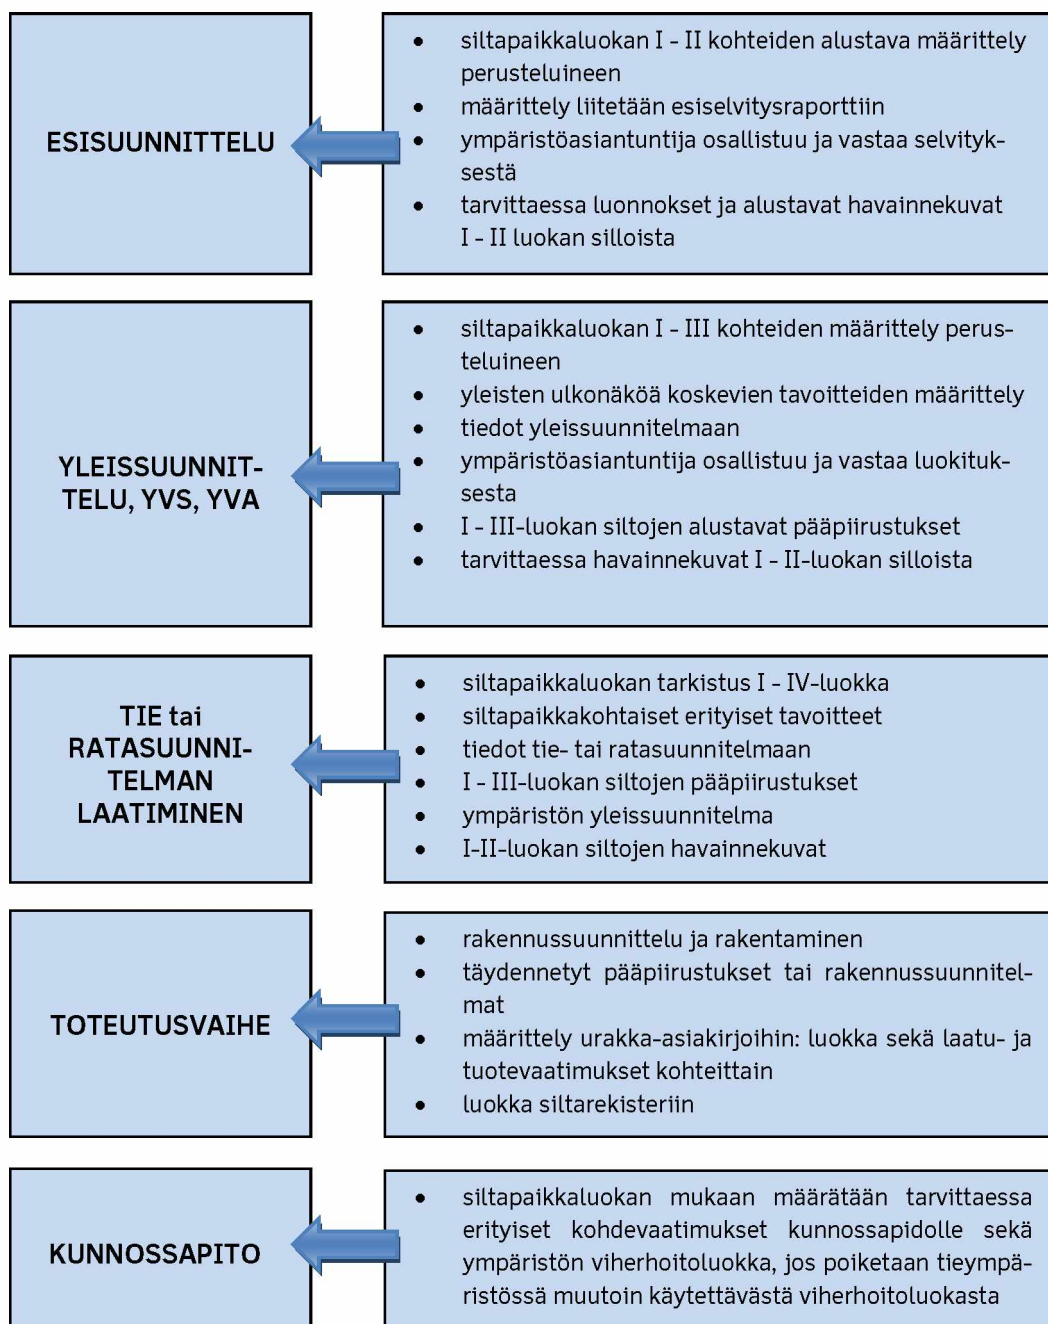 ESISUUNNITTELU
• siltapaikkaluokan I - II kohteiden alustava määrittely
perusteluineen
• määrittely liitetään esiselvitysraporttiin
• ympäristöasiantuntija osallistuu ja vastaa selvityk-
sestä
• tarvittaessa luonnokset ja alustavat havainnekuvat
I - II luokan silloista
YLEISSUUNNIT-
TELU, YVS, YVA
• siltapaikkaluokan I - III kohteiden määrittely perus-
teluineen
• yleisten ulkonäköä koskevien tavoitteiden määrittely
• tiedot yleissuunnitelmaan
• ympäristöasiantuntija osallistuu ja vastaa luokituk-
sesta
• I - III-luokan siltojen alustavat pääpiirustukset
• tarvittaessa havainnekuvat I - II-luokan silloista
TIE tai
RATASUUNNI-
TELMAN
LAATIMINEN
• siltapaikkaluokan tarkistus I - IV-luokka
• siltapaikkakohtaiset erityiset tavoitteet
• tiedot tie- tai ratasuunnitelmaan
• I - III-luokan siltojen pääpiirustukset
• ympäristön yleissuunnitelma
• I-II-luokan siltojen havainnekuvat
TOTEUTUSVAIHE
• rakennussuunnittelu ja rakentaminen
• täydennetyt pääpiirustukset tai rakennussuunnitel-
mat
• määrittely urakka-asiakirjoihin: luokka sekä laatu- ja
tuotevaatimukset kohteittain
• luokka siltarekisteriin
KUNNOSSAPITO
• siltapaikkaluokan mukaan määrätään tarvittaessa
erityiset kohdevaatimukset kunnossapidolle sekä
ympäristön viherhoitoluokka, jos poiketaan tieympä-
ristössä muutoin käytettävästä viherhoitoluokasta